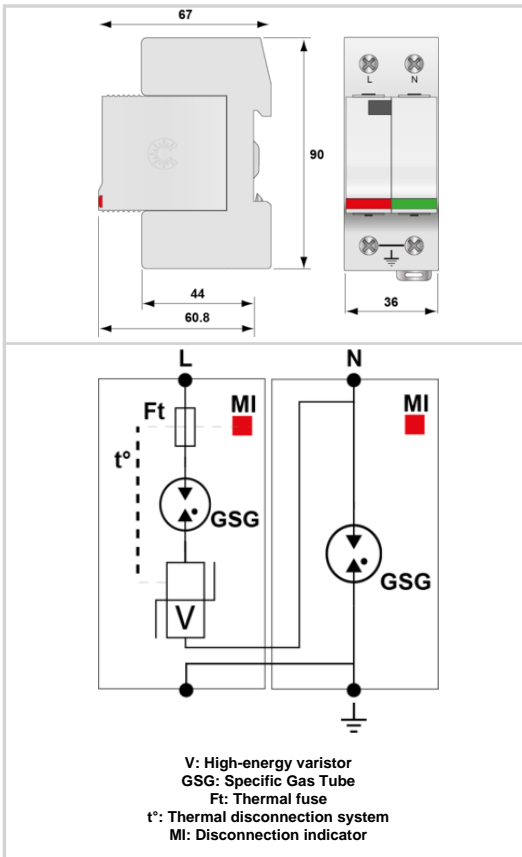 67
L N
90
44
60.8
36
L N
Ft MI MI
t°
GSG
GSG
V
V: High-energy varistor
GSG: Specific Gas Tube
Ft: Thermal fuse
t°: Thermal disconnection system
MI: Disconnection indicator